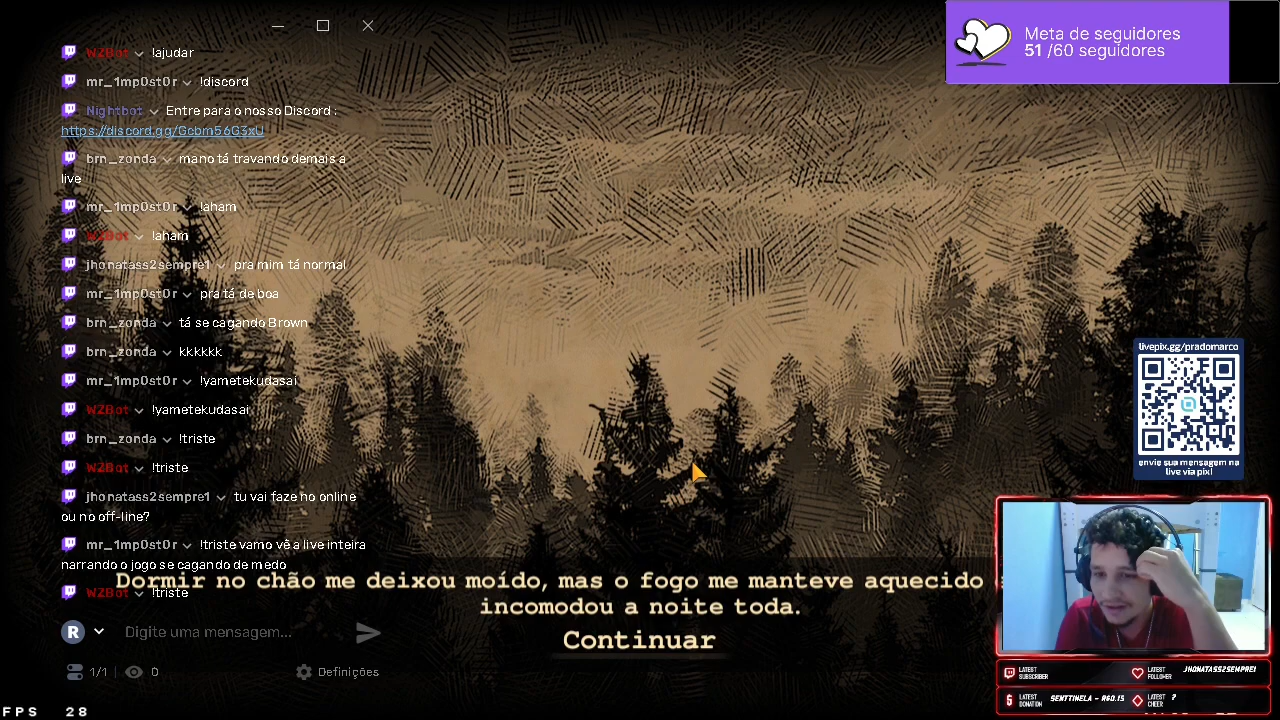 WZBot !ajudar
mr_1mp0st0r !discord
Nightbot Entre para o nosso Discord :
https://discord.gg/Gcbm56G3xU
brn_zonda mano tá travando demais a
live
mr_1mp0st0r !aham
WZBot !aham
jhonatass2sempre1 pra mim tá normal
mr_1mp0st0r pra tá de boa
brn_zonda tá se cagando Brown
brn_zonda kkkkkk
mr_1mp0st0r !yametekudasai
WZBot !yametekudasai
brn_zonda !triste
WZBot !triste
jhonatass2sempre1 tu vai faze no online
ou no off-line?
mr_1mp0st0r !triste vamo vê a live inteira
narrando o jogo se cagando de medo
WZBot !triste
R Digite uma mensagem...
1/1 0 Definições
FPS 28
Meta de seguidores
51 /60 seguidores
Dormir no chão me deixou moído, mas o fogo me manteve aquecido
incomodou a noite toda.
Continuar
livepix.gg/pradomarco
envie sua mensagem na
live via pix!
LATEST SUBSCRIBER
LATEST FOLLOWER JHONATASS2SEMPRE1
LATEST DONATION SENTTINELA - R$0.15
LATEST CHEER ?